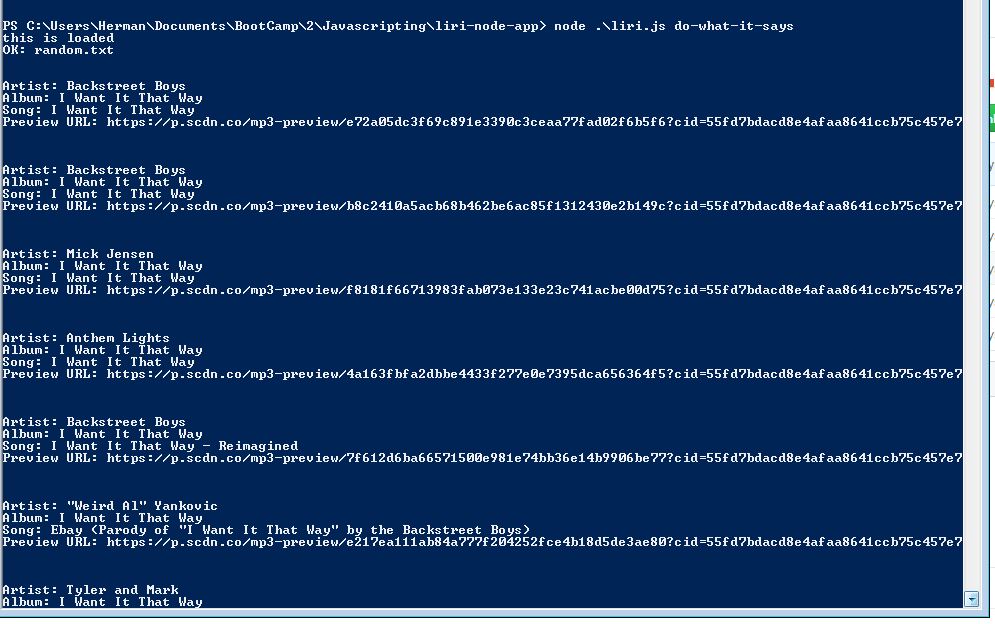 PS C:\Users\Herman\Documents\BootCamp\2\Javascripting\liri-node-app> node .\liri.js do-what-it-says
this is loaded
OK: random.txt
Artist: Backstreet Boys
Album: I Want It That Way
Song: I Want It That Way
Preview URL: https://p.scdn.co/mp3-preview/e72a05dc3f69c891e3390c3ceaa77fad02f6b5f6?cid=55fd7bdacd8e4afaa8641ccb75c457e7
Artist: Backstreet Boys
Album: I Want It That Way
Song: I Want It That Way
Preview URL: https://p.scdn.co/mp3-preview/b8c2410a5acb68b462be6ac85f1312430e2b149c?cid=55fd7bdacd8e4afaa8641ccb75c457e7
Artist: Mick Jensen
Album: I Want It That Way
Song: I Want It That Way
Preview URL: https://p.scdn.co/mp3-preview/f8181f66713983fab073e133e23c741acbe00d75?cid=55fd7bdacd8e4afaa8641ccb75c457e7
Artist: Anthem Lights
Album: I Want It That Way
Song: I Want It That Way
Preview URL: https://p.scdn.co/mp3-preview/4a163fbfa2dbbe4433f277e0e7395dca656364f5?cid=55fd7bdacd8e4afaa8641ccb75c457e7
Artist: Backstreet Boys
Album: I Want It That Way
Song: I Want It That Way - Reimagined
Preview URL: https://p.scdn.co/mp3-preview/7f612d6ba66571500e981e74bb36e14b9906be77?cid=55fd7bdacd8e4afaa8641ccb75c457e7
Artist: "Weird Al" Yankovic
Album: I Want It That Way
Song: Ebay (Parody of "I Want It That Way" by the Backstreet Boys)
Preview URL: https://p.scdn.co/mp3-preview/e217ea111ab84a777f204252fce4b18d5de3ae80?cid=55fd7bdacd8e4afaa8641ccb75c457e7
Artist: Tyler and Mark
Album: I Want It That Way